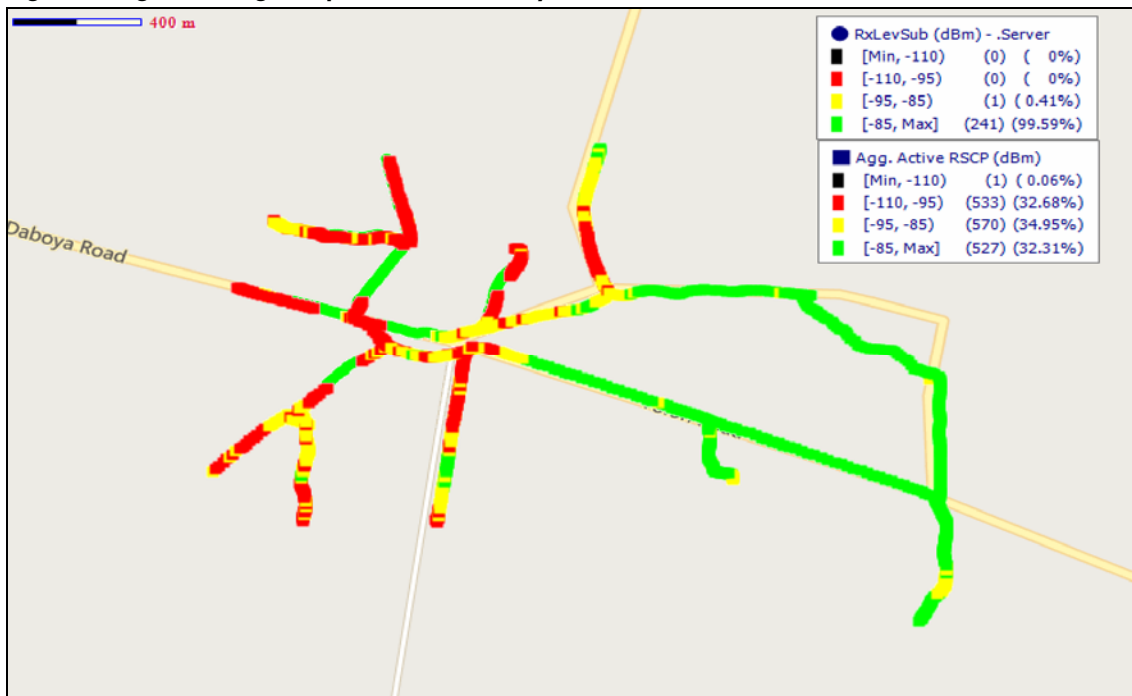 400 m
RxLevSub (dBm) - .Server
[Min, -110) (0) ( 0%)
[-110, -95) (0) ( 0%)
[-95, -85) (1) ( 0.41%)
[-85, Max] (241) (99.59%)
Agg. Active RSCP (dBm)
[Min, -110) (1) ( 0.06%)
[-110, -95) (533) (32.68%)
[-95, -85) (570) (34.95%)
[-85, Max] (527) (32.31%)
Daboya Road